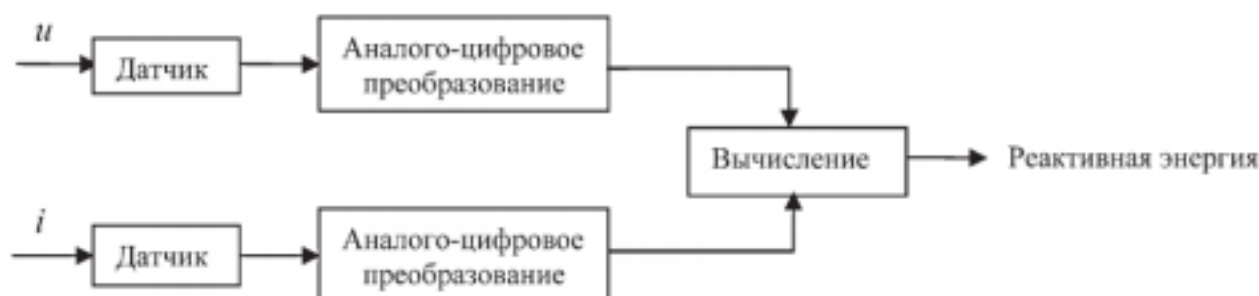 u
Датчик
Аналого-цифровое
преобразование
Вычисление
Реактивная энергия
i
Датчик
Аналого-цифровое
преобразование